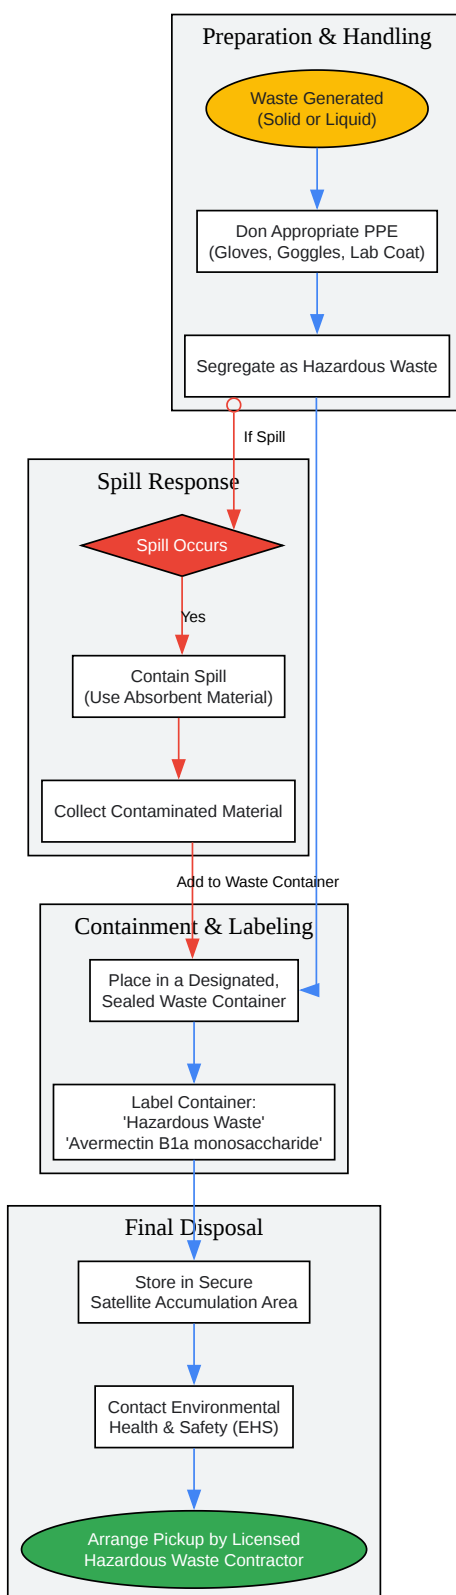 Preparation & Handling
Waste Generated
(Solid or Liquid)
Don Appropriate PPE
(Gloves, Goggles, Lab Coat)
Segregate as Hazardous Waste
If Spill
Spill Response
Spill Occurs
Yes
Contain Spill
(Use Absorbent Material)
Collect Contaminated Material
Add to Waste Container
Containment & Labeling
Place in a Designated,
Sealed Waste Container
Label Container:
'Hazardous Waste'
'Avermectin B1a monosaccharide'
Final Disposal
Store in Secure
Satellite Accumulation Area
Contact Environmental
Health & Safety (EHS)
Arrange Pickup by Licensed
Hazardous Waste Contractor